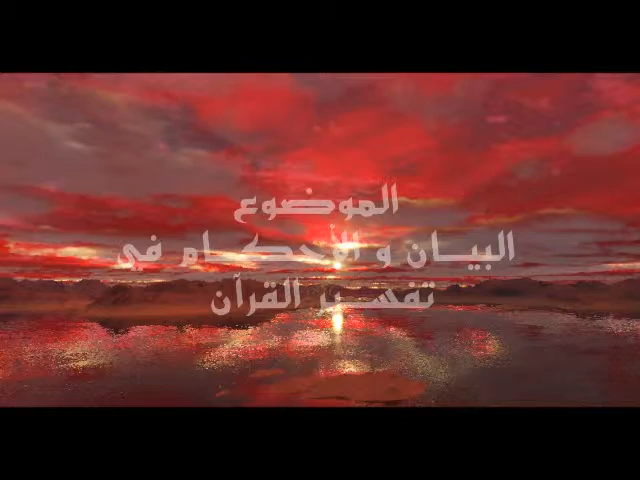 الموضوع
البيان و الأحكام في
تفسير القرآن